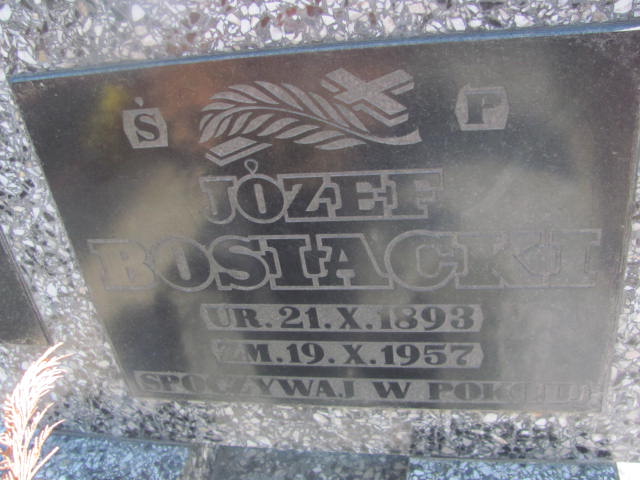 Ś P
JÓZEF
BOSIACKI
UR. 21.X.1893
ZM. 19.X.1957
SPOCZYWAJ W POKOJU